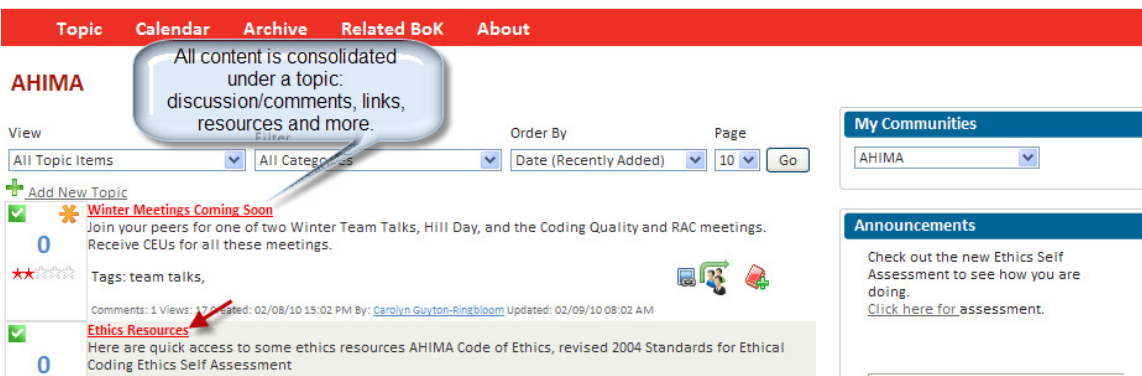 Topic Calendar Archive Related BoK About
All content is consolidated
under a topic:
discussion/comments, links,
resources and more.
AHIMA
View Filter Order By Page
All Topic Items All Categories Date (Recently Added) 10 Go
Add New Topic
Winter Meetings Coming Soon
Join your peers for one of two Winter Team Talks, Hill Day, and the Coding Quality and RAC meetings.
Receive CEUs for all these meetings.
0
Tags: team talks,
Comments: 1 Views: 17 Created: 02/08/10 15:02 PM By: Carolyn Guyton-Ringbloom Updated: 02/09/10 08:02 AM
Ethics Resources
Here are quick access to some ethics resources AHIMA Code of Ethics, revised 2004 Standards for Ethical
Coding Ethics Self Assessment
0
My Communities
AHIMA
Announcements
Check out the new Ethics Self
Assessment to see how you are
doing.
Click here for assessment.